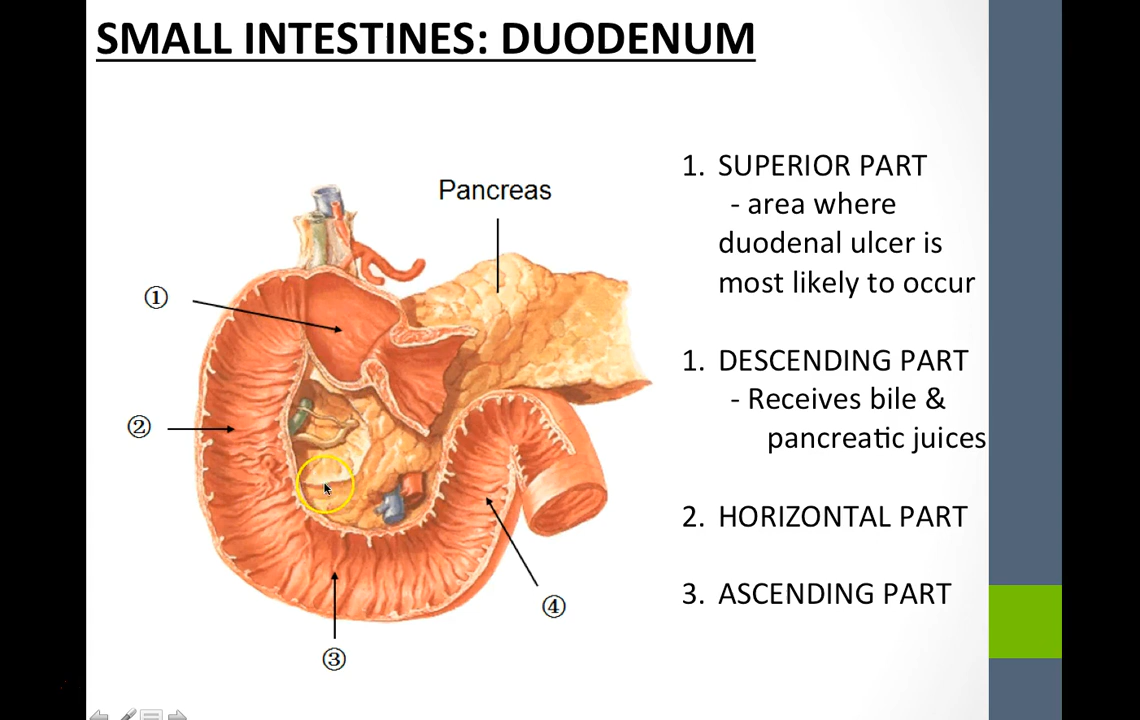 SMALL INTESTINES: DUODENUM
Pancreas
①
②
③
④
1. SUPERIOR PART
- area where
duodenal ulcer is
most likely to occur
1. DESCENDING PART
- Receives bile &
pancreatic juices
2. HORIZONTAL PART
3. ASCENDING PART